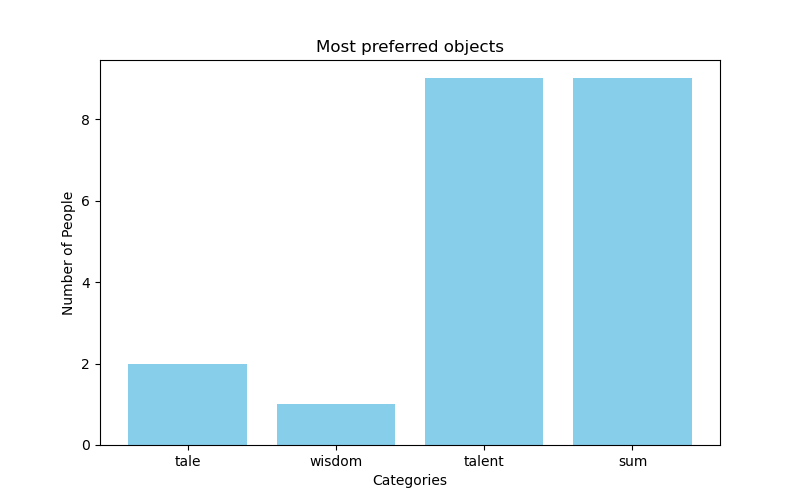 Most preferred objects
8
6
4
2
0
Number of People
tale wisdom talent sum
Categories